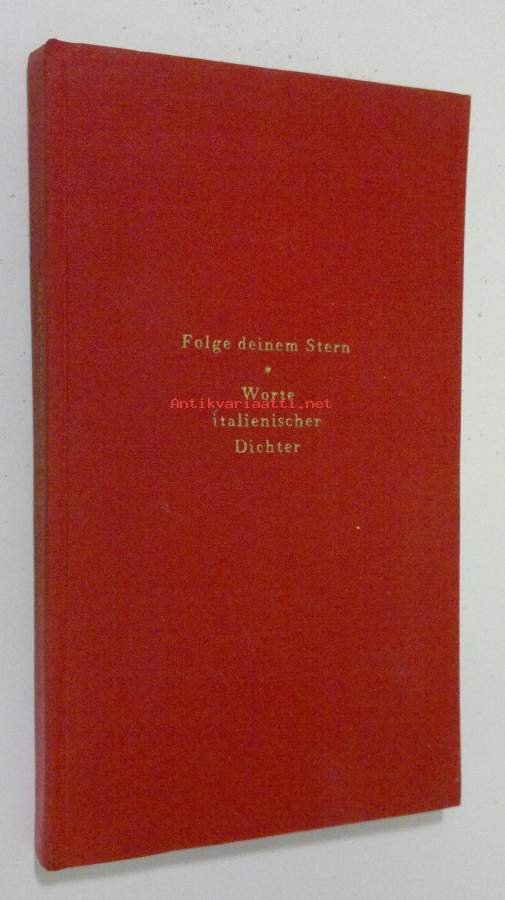 Folge deinem Stern
*
Worte
Antikvariaatti.net
italienischer
Dichter